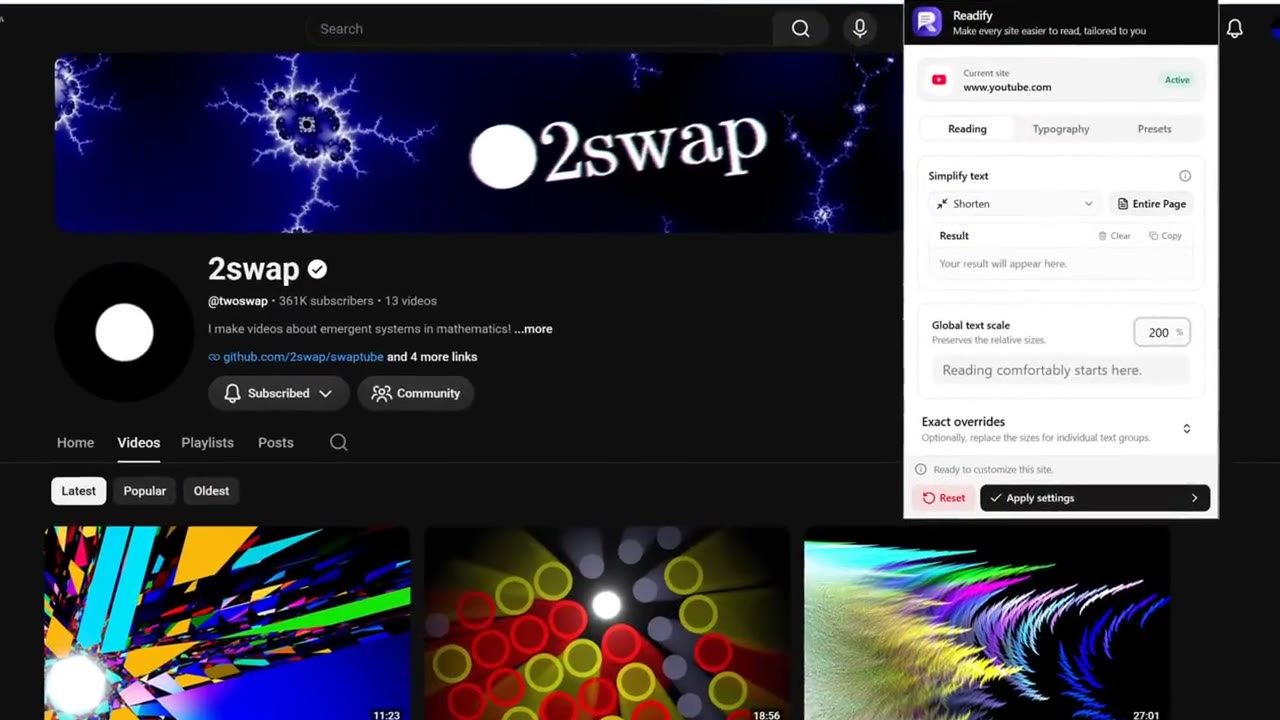 Search
2swap
2swap
@twoswap • 361K subscribers • 13 videos
I make videos about emergent systems in mathematics! ...more
github.com/2swap/swaptube and 4 more links
Subscribed
Community
Home
Videos
Playlists
Posts
Latest
Popular
Oldest
11:23
18:56
27:01
Readify
Make every site easier to read, tailored to you
Current site
www.youtube.com
Active
Reading
Typography
Presets
Simplify text
Shorten
Entire Page
Result
Clear
Copy
Your result will appear here.
Global text scale
Preserves the relative sizes.
200 %
Reading comfortably starts here.
Exact overrides
Optionally, replace the sizes for individual text groups.
Ready to customize this site.
Reset
Apply settings